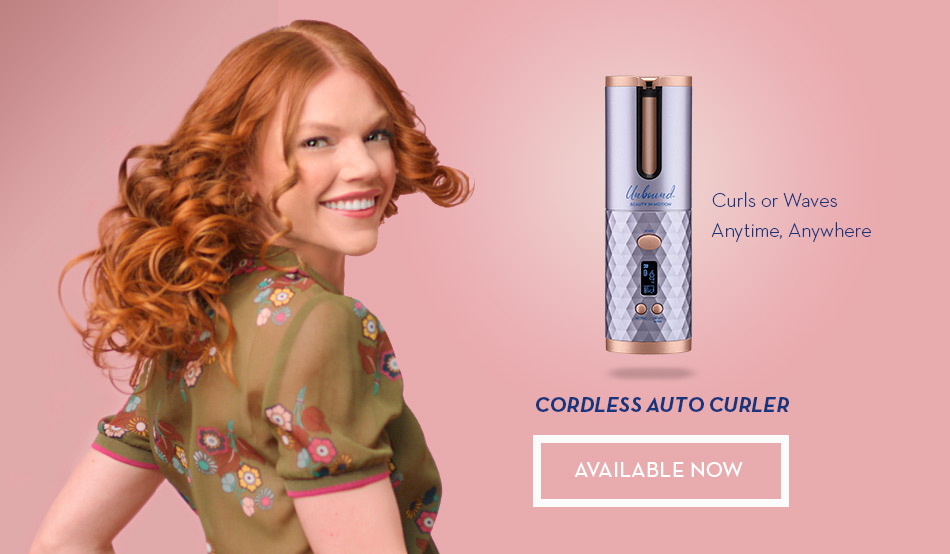 Unbound
BEAUTY IN MOTION
Curls or Waves
Anytime, Anywhere
CORDLESS AUTO CURLER
AVAILABLE NOW